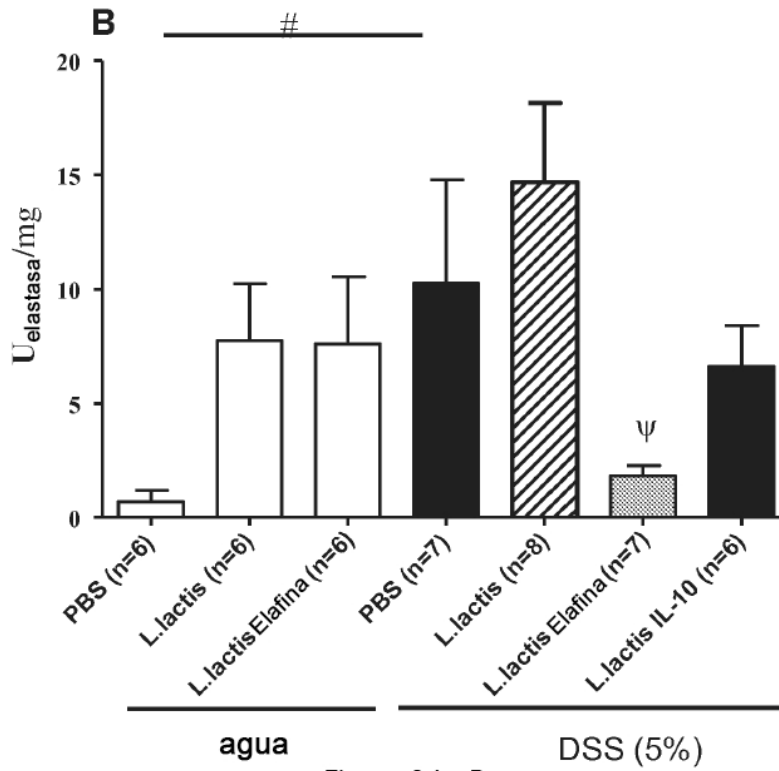 B
#
20
15
10
5
0
Uelastasa/mg
ψ
PBS (n=6)
L.lactis (n=6)
L.lactis Elafina (n=6)
PBS (n=7)
L.lactis (n=8)
L.lactis Elafina (n=7)
L.lactis IL-10 (n=6)
agua
DSS (5%)